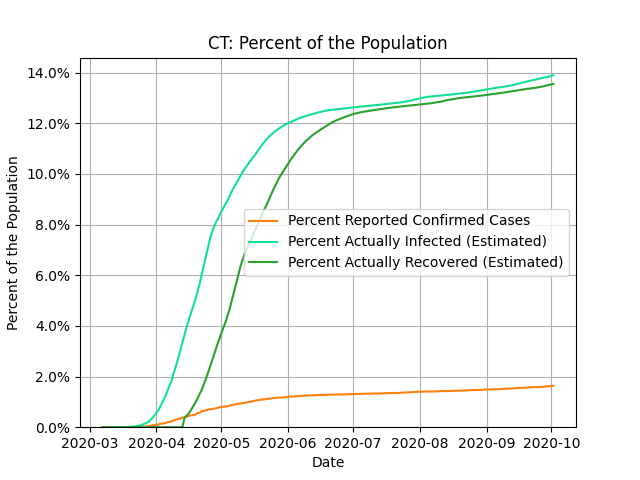 CT: Percent of the Population
Percent of the Population
14.0%
12.0%
10.0%
8.0%
6.0%
4.0%
2.0%
0.0%
Percent Reported Confirmed Cases
Percent Actually Infected (Estimated)
Percent Actually Recovered (Estimated)
2020-03 2020-04 2020-05 2020-06 2020-07 2020-08 2020-09 2020-10
Date